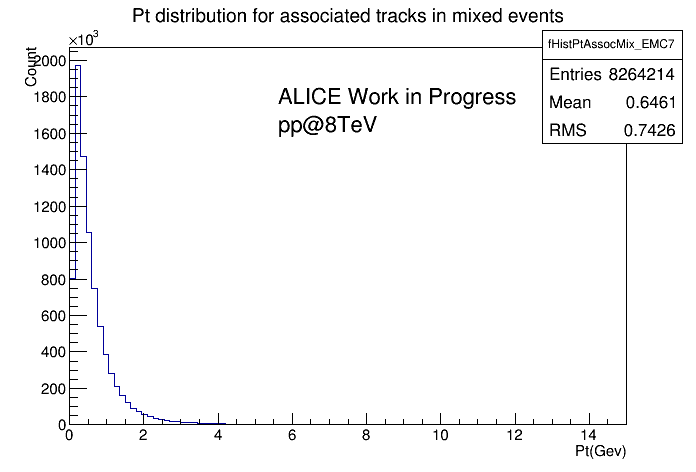 Pt distribution for associated tracks in mixed events
×10³
Count
fHistPtAssocMix_EMC7
Entries 8264214
Mean 0.6461
RMS 0.7426
ALICE Work in Progress
pp@8TeV
2000
1800
1600
1400
1200
1000
800
600
400
200
0
0 2 4 6 8 10 12 14
Pt(Gev)